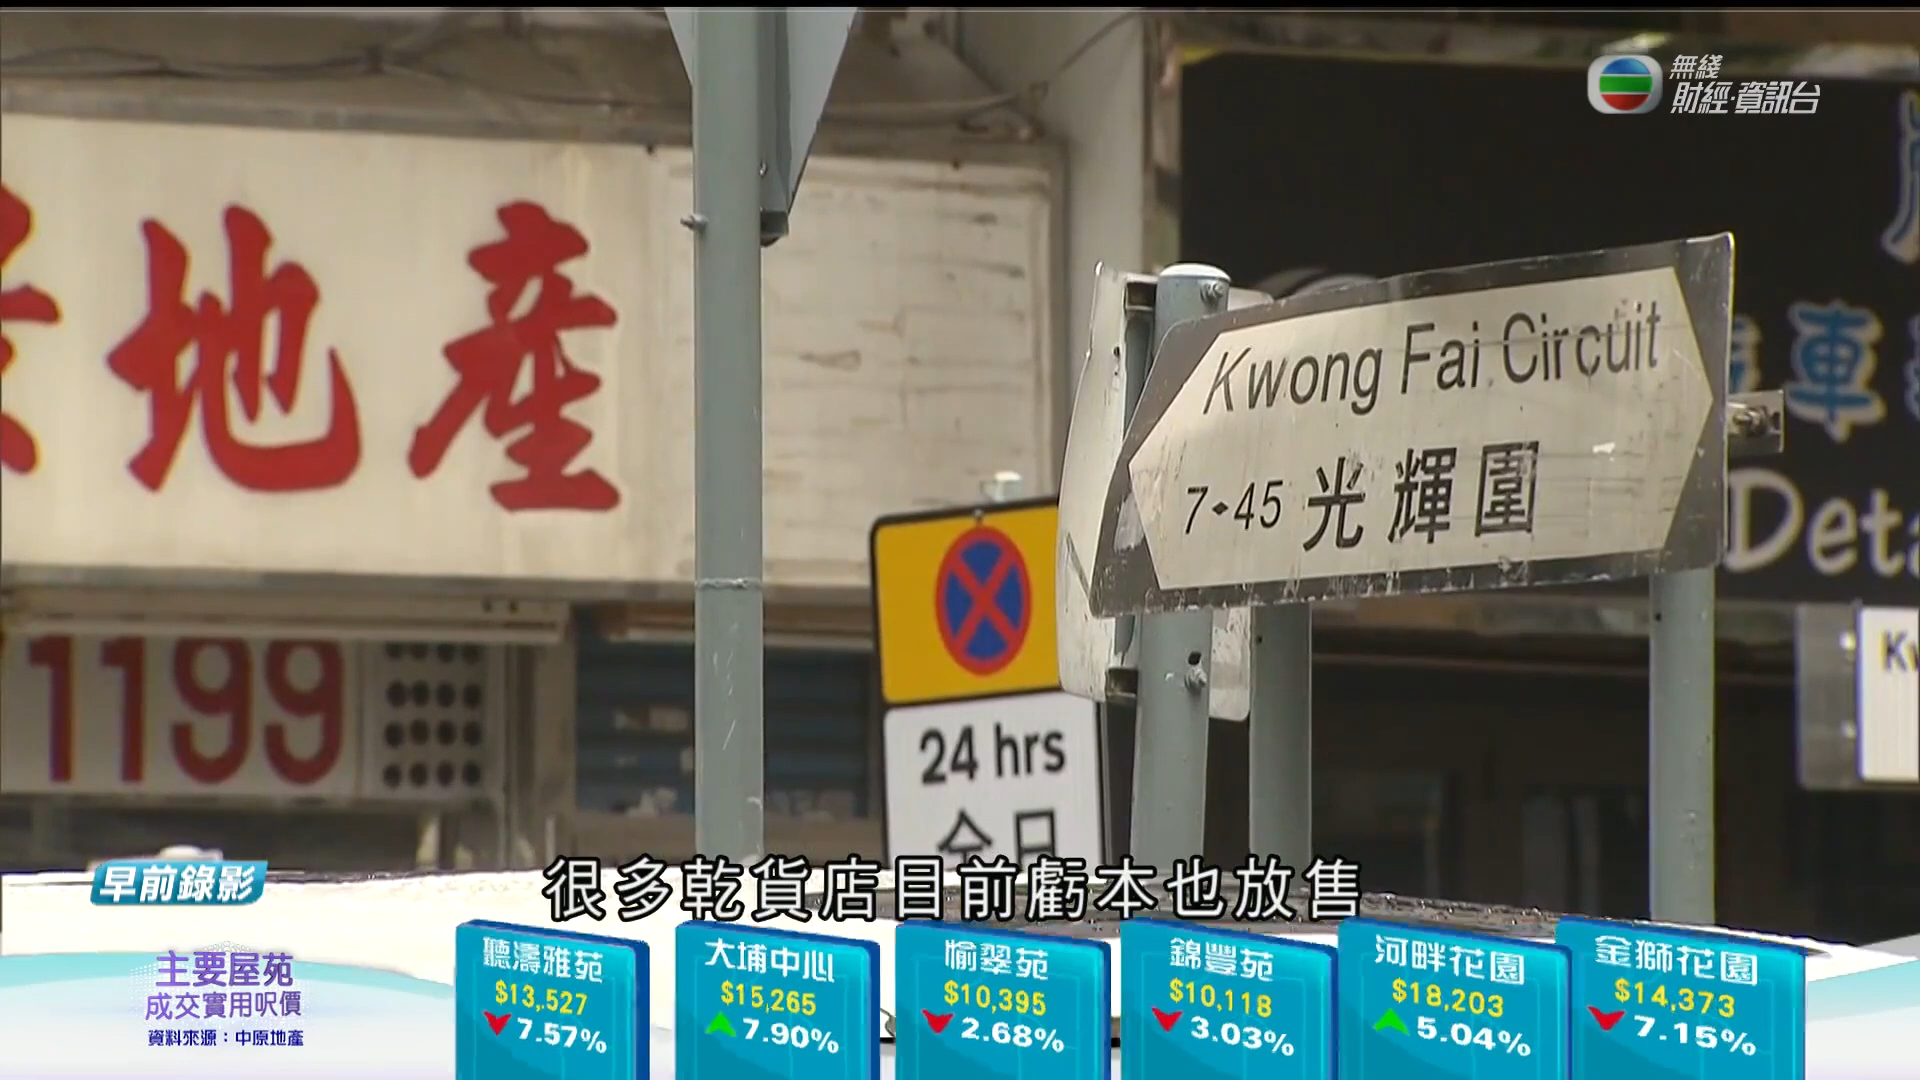 無綫
財經·資訊台
地產
Kwong Fai Circuit
7-45 光輝圍
車
Deta
1199
24 hrs
全日
早前錄影
很多乾貨店目前虧本也放售
主要屋苑
成交實用呎價
資料來源：中原地產
聽濤雅苑
$13,527
7.57%
大埔中心
$15,265
7.90%
愉翠苑
$10,395
2.68%
錦豐苑
$10,118
3.03%
河畔花園
$18,203
5.04%
金獅花園
$14,373
7.15%